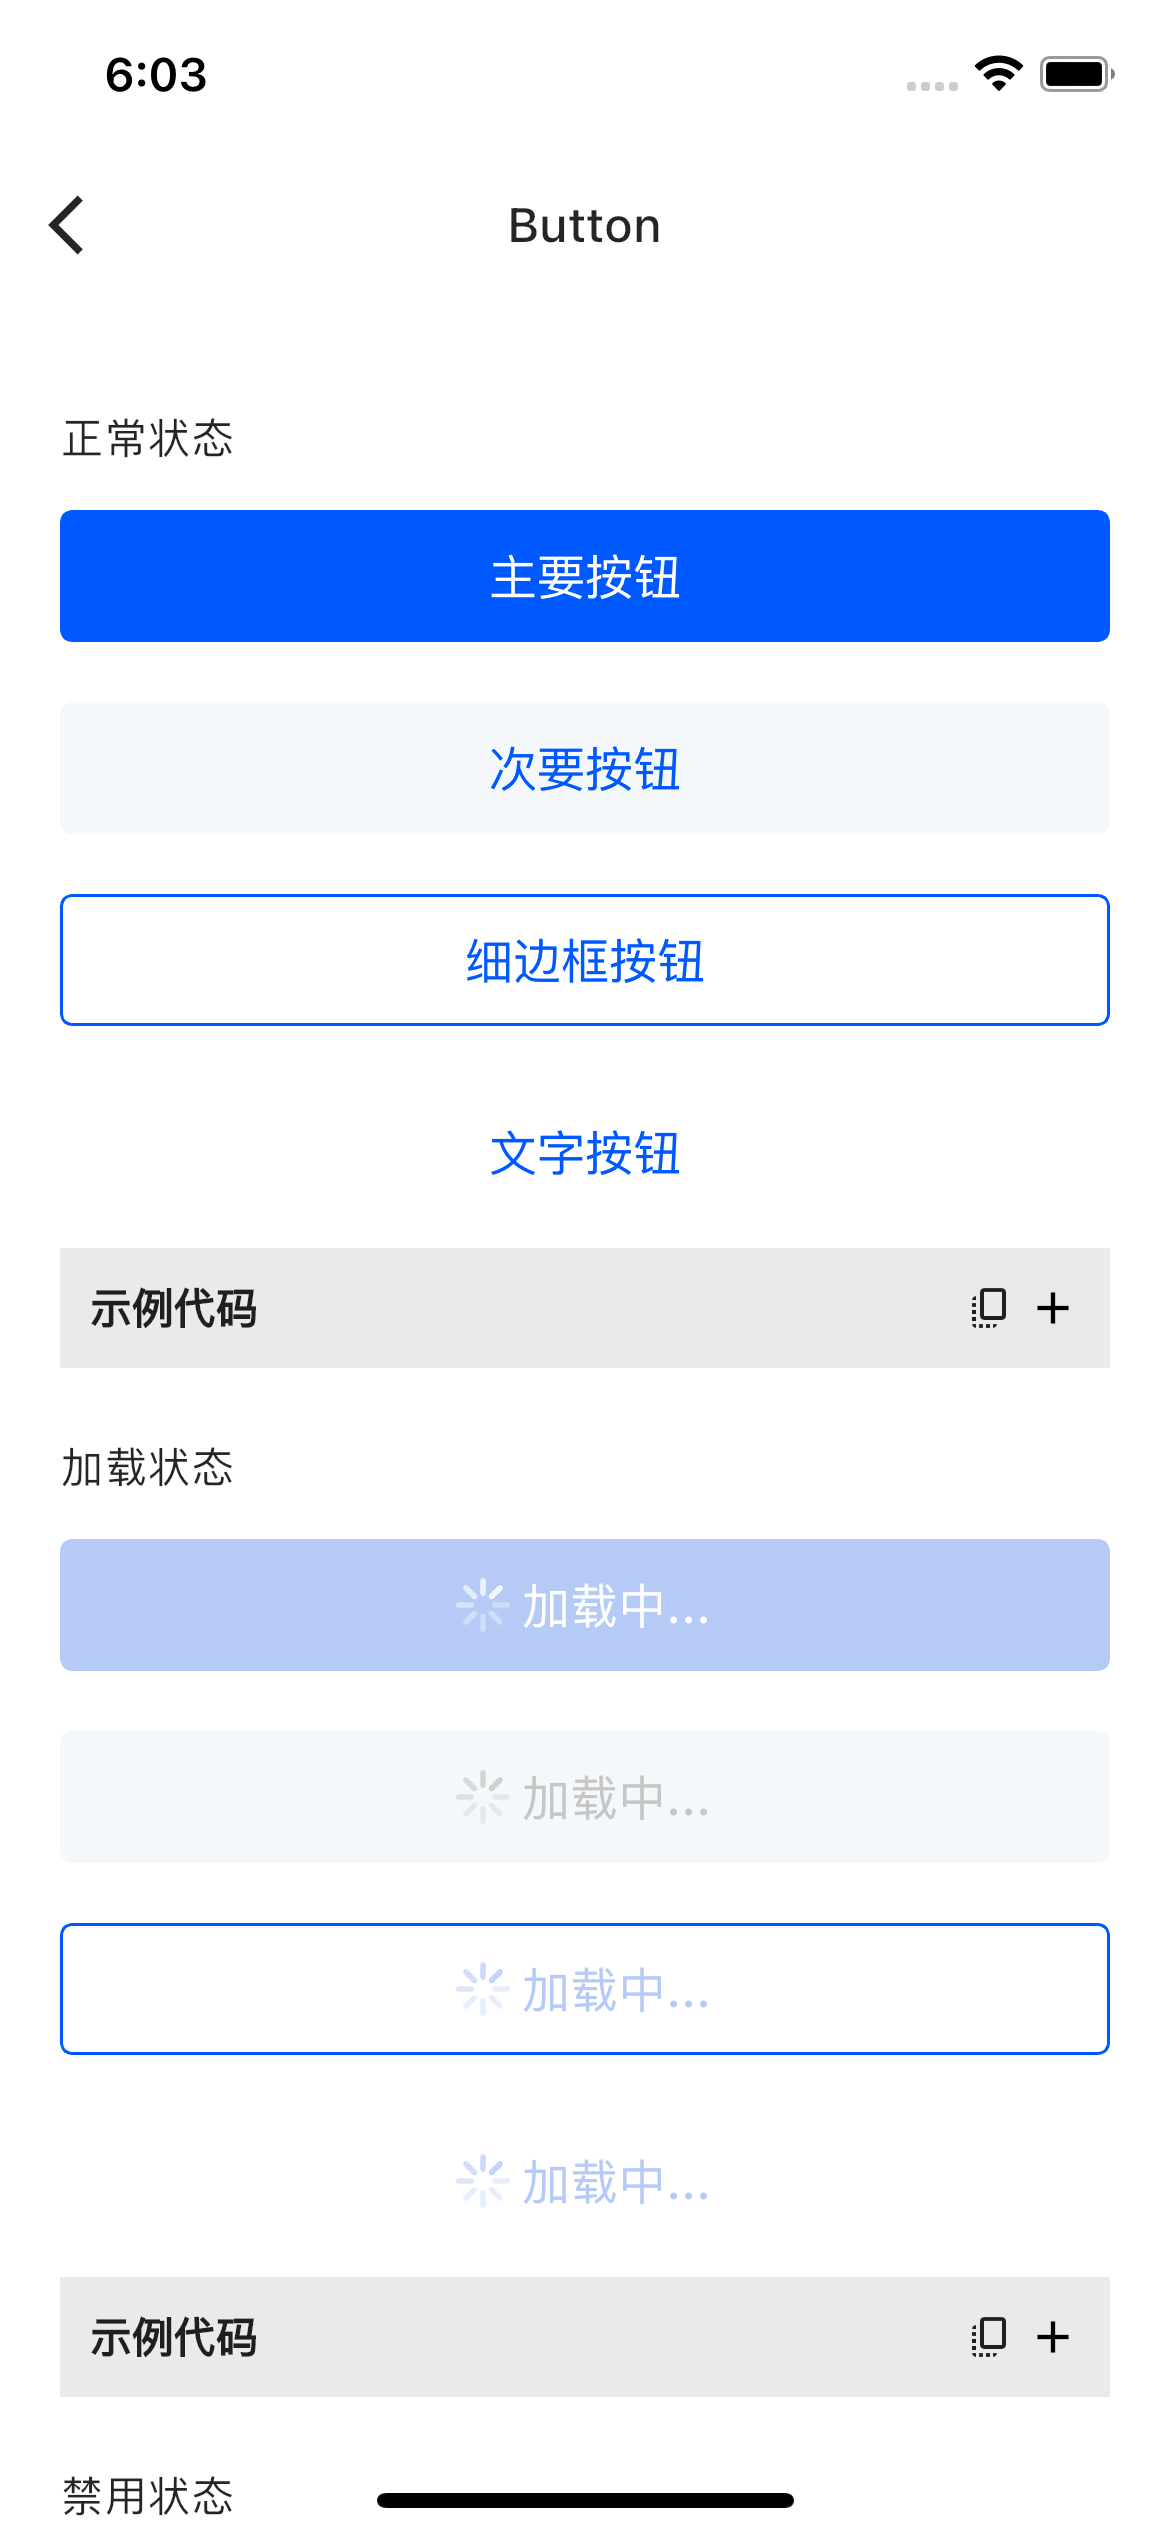 6:03
Button
正常状态
主要按钮
次要按钮
细边框按钮
文字按钮
示例代码
加载状态
加载中...
加载中...
加载中...
加载中...
示例代码
禁用状态